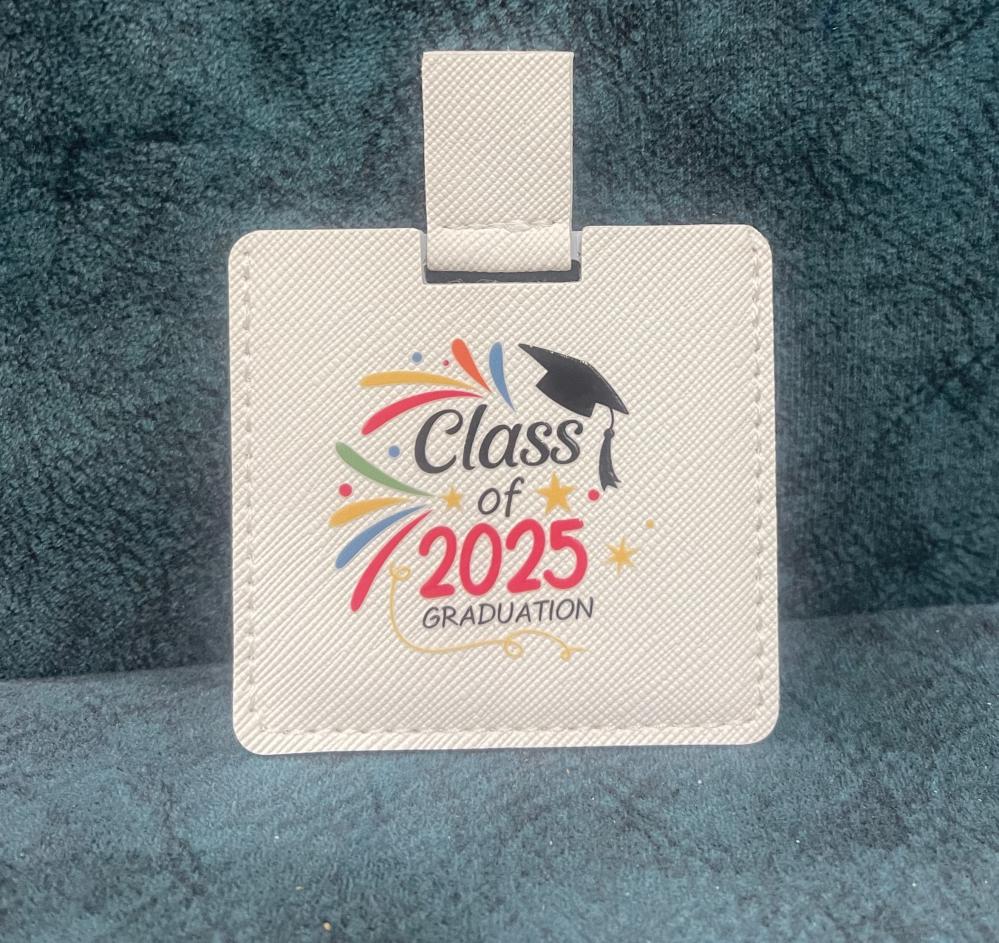 Class
of
2025
GRADUATION